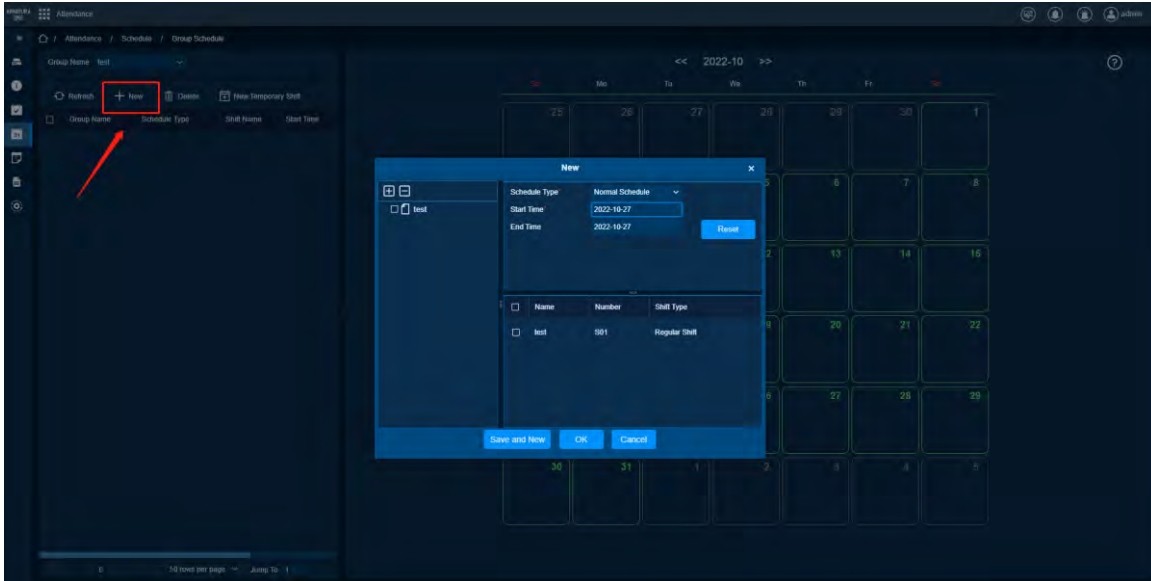 Attendance
admin
/ Attendance / Schedule / Group Schedule
Group Name test
<< 2022-10 >>
Refresh New Delete New Temporary Shift
Group Name Schedule Type Shift Name Start Time
Mo Tu We Th Fr
25 26 27 28 29 30 1
New ×
Schedule Type Normal Schedule
test
Start Time 2022-10-27
End Time 2022-10-27
Reset
6 7 8
13 14 15
Name Number Shift Type
test S01 Regular Shift
20 21 22
27 28 29
Save and New OK Cancel
30 31 1 2 3 4 5
50 rows per page Jump To 1